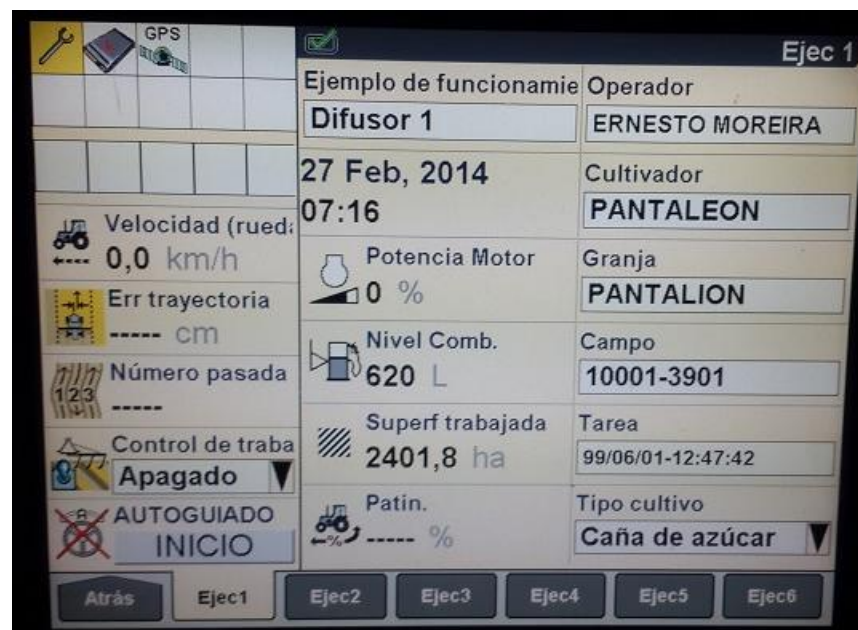 GPS
Ejec 1
Ejemplo de funcionamie
Difusor 1
Operador
ERNESTO MOREIRA
27 Feb, 2014
07:16
Cultivador
PANTALEON
Velocidad (rueda
0,0 km/h
Potencia Motor
0 %
Granja
PANTALION
Err trayectoria
----- cm
Nivel Comb.
620 L
Campo
10001-3901
Número pasada
123
-----
Superf trabajada
2401,8 ha
Tarea
99/06/01-12:47:42
Control de traba
Apagado
Patin.
----- %
Tipo cultivo
Caña de azúcar
AUTOGUIADO
INICIO
Atrás
Ejec1
Ejec2
Ejec3
Ejec4
Ejec5
Ejec6